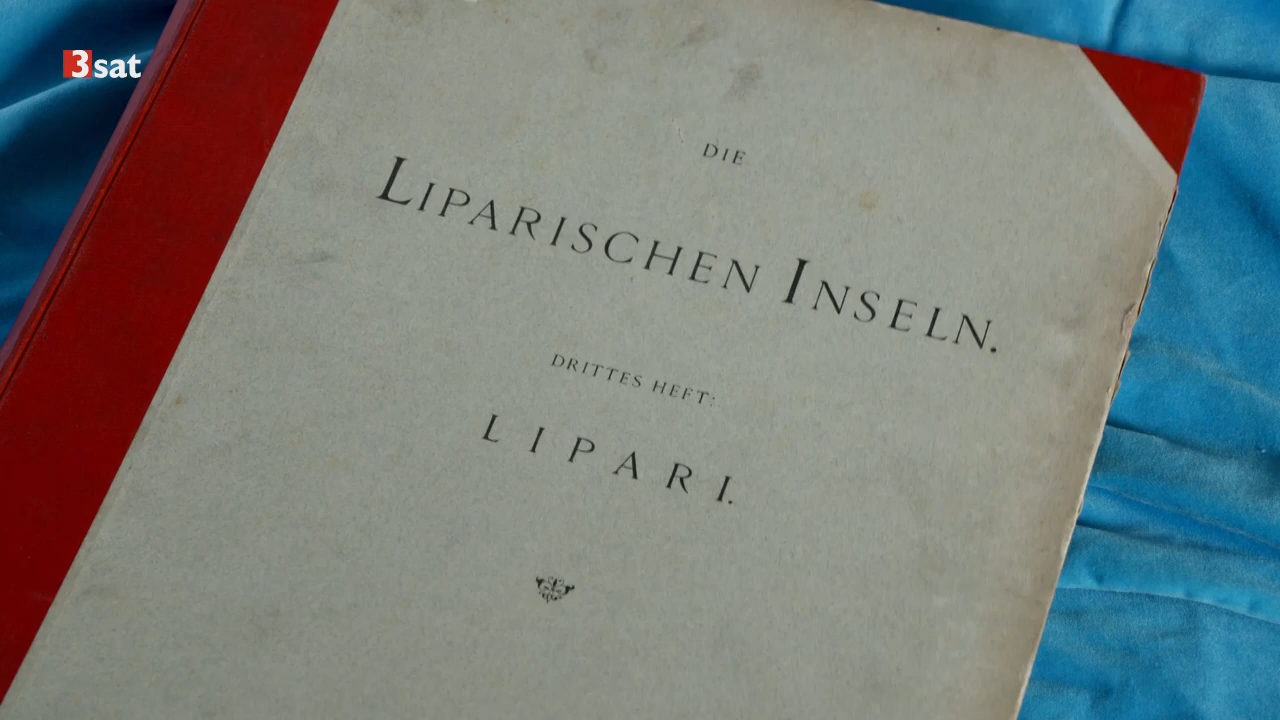 3sat
DIE
LIPARISCHEN INSELN.
DRITTES HEFT:
LIPARI.